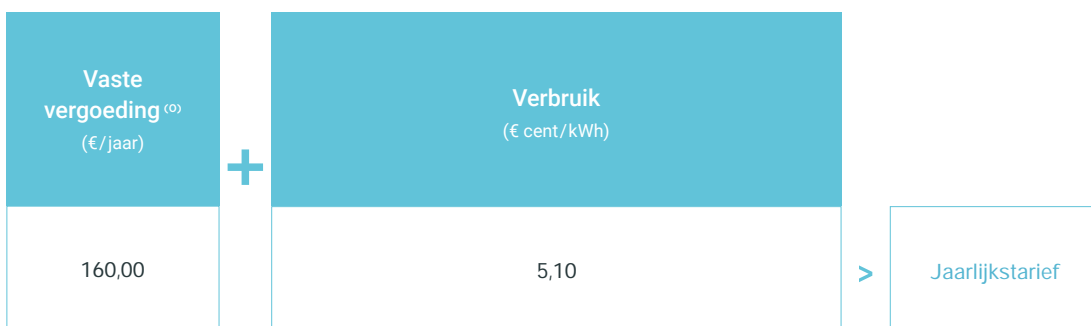 Vaste
vergoeding (o)
(€/jaar)
+
Verbruik
(€ cent/kWh)
160,00
5,10
>
Jaarlijkstarief